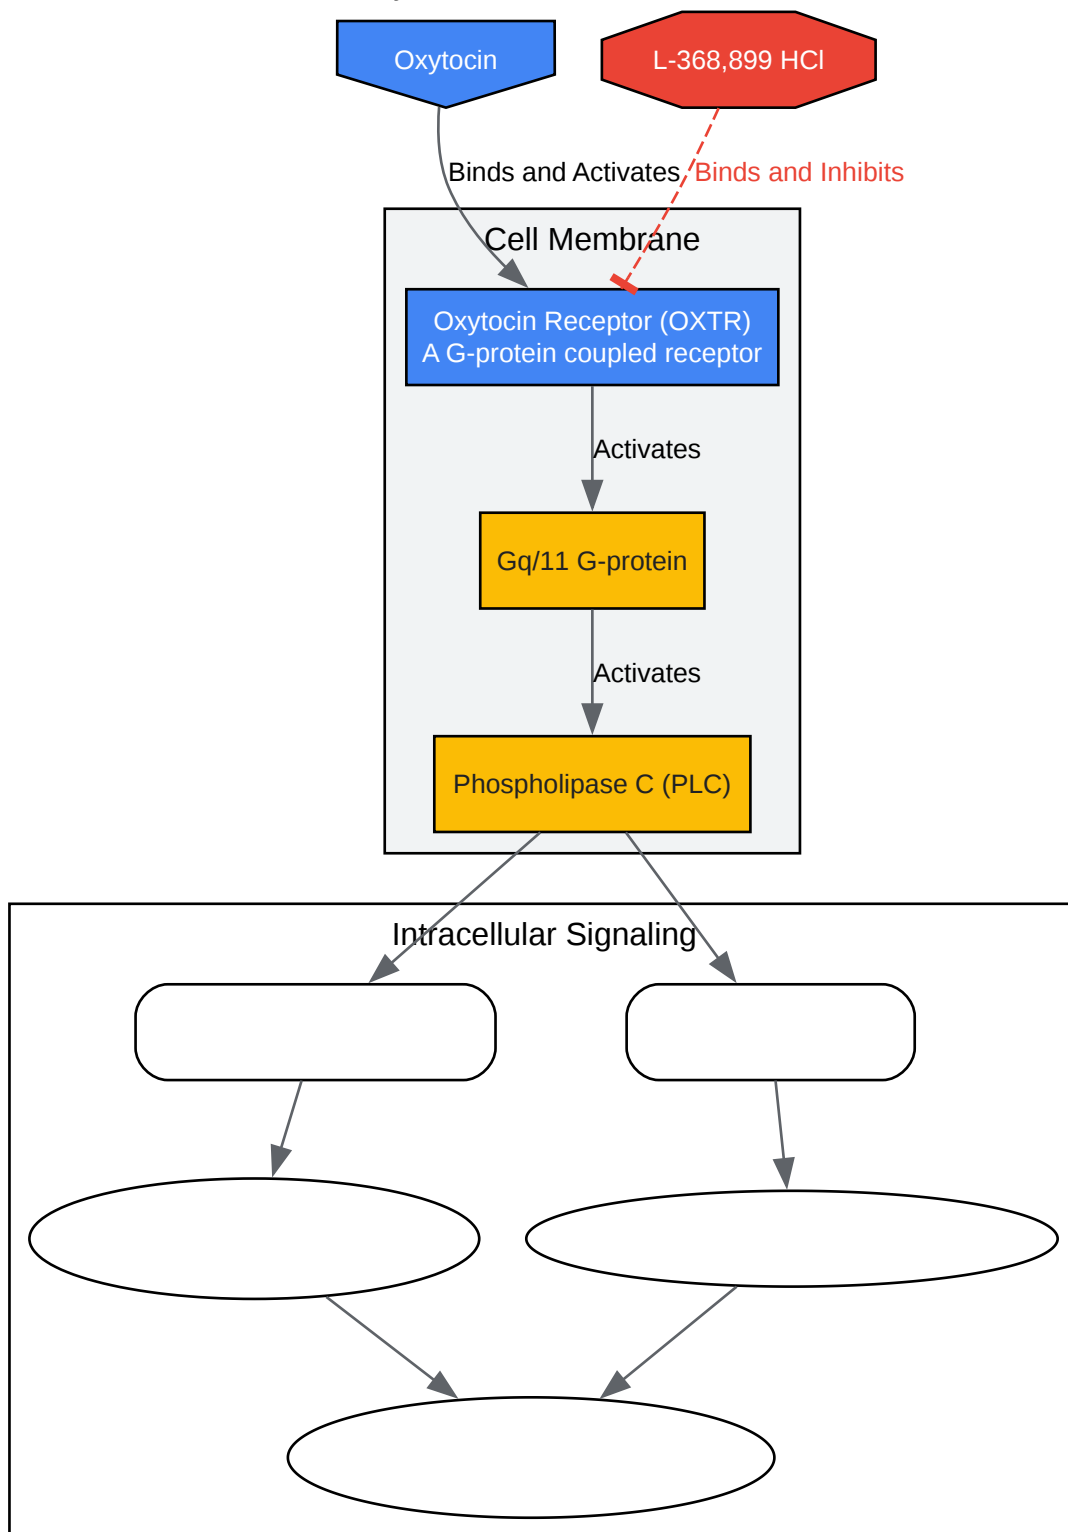 Oxytocin
L-368,899 HCl
Binds and Activates
Binds and Inhibits
Cell Membrane
Oxytocin Receptor (OXTR)
A G-protein coupled receptor
Activates
Gq/11 G-protein
Activates
Phospholipase C (PLC)
Intracellular Signaling